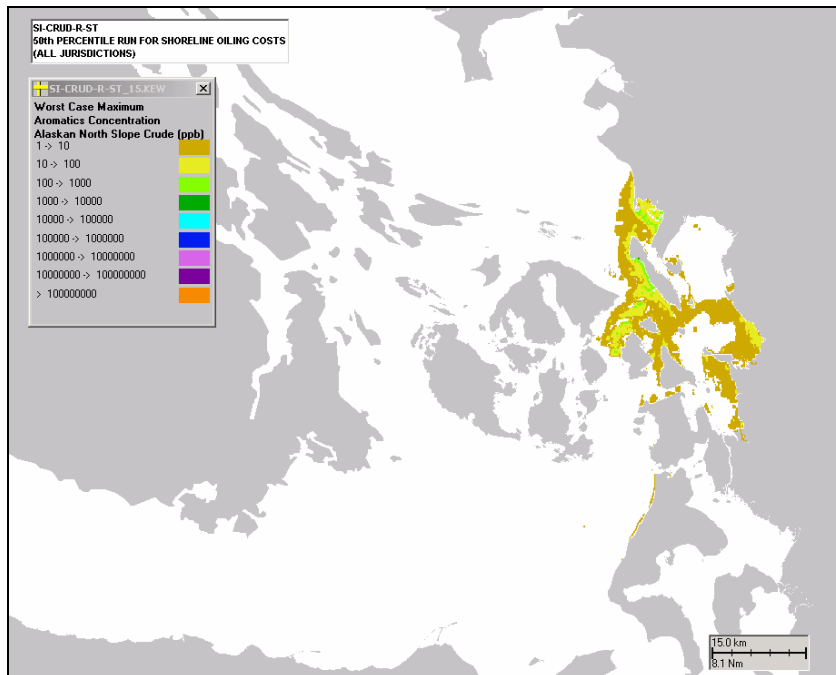 SI-CRUD-R-ST
50th PERCENTILE RUN FOR SHORELINE OILING COSTS
(ALL JURISDICTIONS)
SI-CRUD-R-ST_15.KEW
Worst Case Maximum
Aromatics Concentration
Alaskan North Slope Crude (ppb)
1 -> 10
10 -> 100
100 -> 1000
1000 -> 10000
10000 -> 100000
100000 -> 1000000
1000000 -> 10000000
10000000 -> 100000000
> 100000000
15.0 km
8.1 Nm